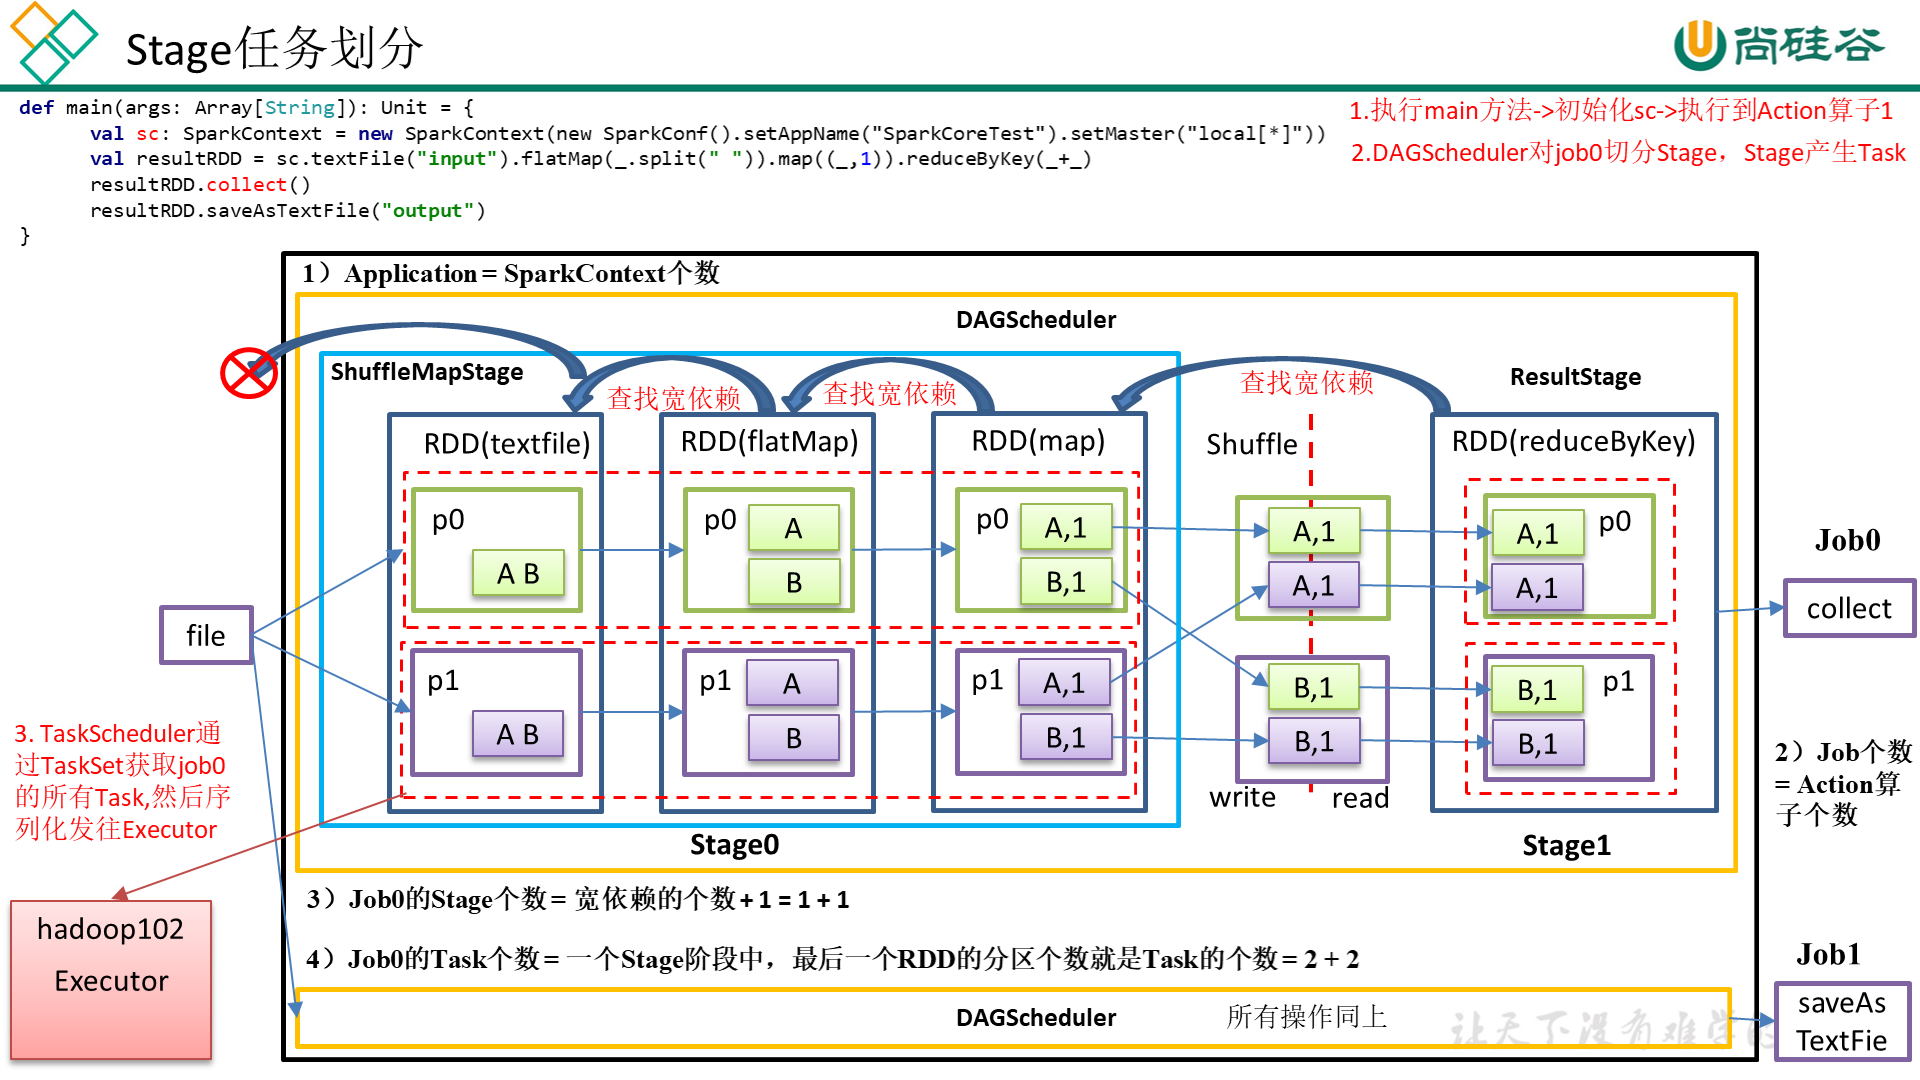 Stage任务划分
尚硅谷
def main(args: Array[String]): Unit = {
val sc: SparkContext = new SparkContext(new SparkConf().setAppName("SparkCoreTest").setMaster("local[*]"))
val resultRDD = sc.textFile("input").flatMap(_.split(" ")).map((_,1)).reduceByKey(_+_)
resultRDD.collect()
resultRDD.saveAsTextFile("output")
}
1.执行main方法->初始化sc->执行到Action算子1
2.DAGScheduler对job0切分Stage，Stage产生Task
1）Application = SparkContext个数
DAGScheduler
ShuffleMapStage
ResultStage
查找宽依赖
查找宽依赖
查找宽依赖
RDD(textfile)
RDD(flatMap)
RDD(map)
Shuffle
RDD(reduceByKey)
p0
A B
p0
A
B
p0
A,1
B,1
A,1
A,1
A,1
A,1
p0
p1
A B
p1
A
B
p1
A,1
B,1
B,1
B,1
B,1
B,1
p1
write
read
Stage0
Stage1
file
Job0
collect
3. TaskScheduler通
过TaskSet获取job0
的所有Task,然后序
列化发往Executor
2）Job个数
= Action算
子个数
hadoop102
Executor
3）Job0的Stage个数 = 宽依赖的个数 + 1 = 1 + 1
4）Job0的Task个数 = 一个Stage阶段中，最后一个RDD的分区个数就是Task的个数 = 2 + 2
DAGScheduler
所有操作同上
让天下没有难学的
Job1
saveAs
TextFie